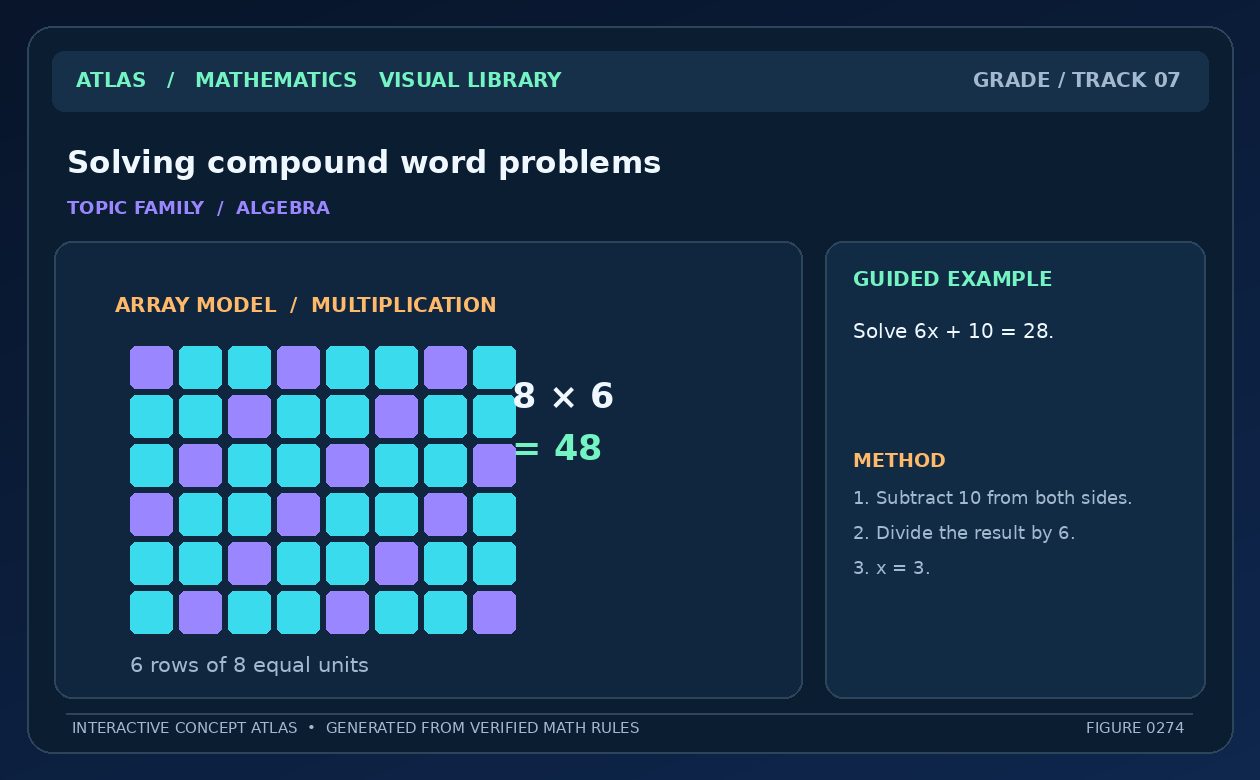 ATLAS / MATHEMATICS VISUAL LIBRARY
GRADE / TRACK 07
Solving compound word problems
TOPIC FAMILY / ALGEBRA
ARRAY MODEL / MULTIPLICATION
8 × 6
= 48
6 rows of 8 equal units
GUIDED EXAMPLE
Solve 6x + 10 = 28.
METHOD
1. Subtract 10 from both sides.
2. Divide the result by 6.
3. x = 3.
INTERACTIVE CONCEPT ATLAS • GENERATED FROM VERIFIED MATH RULES
FIGURE 0274